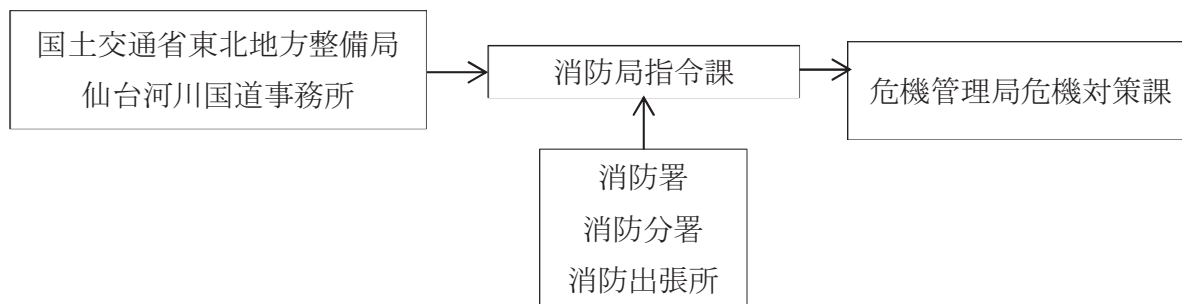 国土交通省東北地方整備局
仙台河川国道事務所
消防局指令課
危機管理局危機対策課
消防署
消防分署
消防出張所